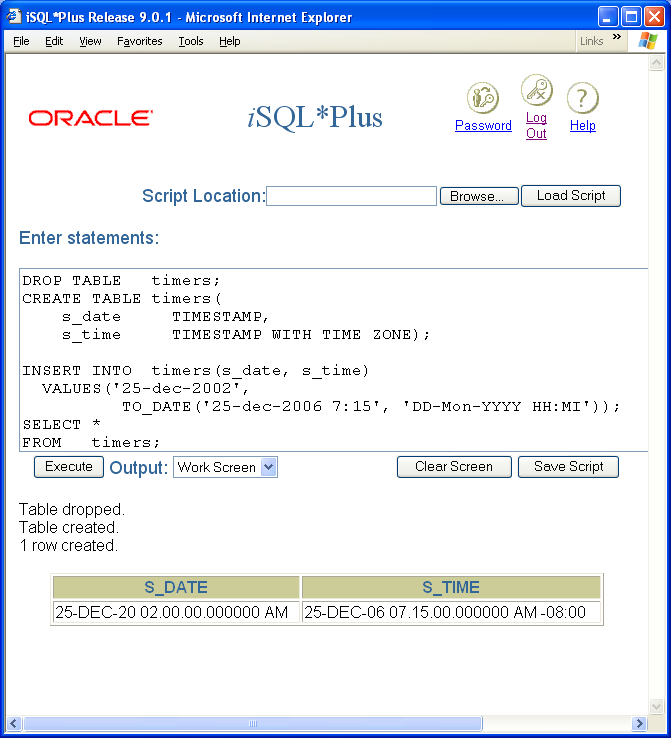 iSQL*Plus Release 9.0.1 - Microsoft Internet Explorer
File Edit View Favorites Tools Help Links »
ORACLE
iSQL*Plus
Password Log Out Help
Script Location: Browse... Load Script
Enter statements:
DROP TABLE   timers;
CREATE TABLE timers(
    s_date     TIMESTAMP,
    s_time     TIMESTAMP WITH TIME ZONE);
INSERT INTO  timers(s_date, s_time)
  VALUES('25-dec-2002',
          TO_DATE('25-dec-2006 7:15', 'DD-Mon-YYYY HH:MI'));
SELECT *
FROM   timers;
Execute Output: Work Screen Clear Screen Save Script
Table dropped.
Table created.
1 row created.
S_DATE S_TIME
25-DEC-20 02.00.00.000000 AM 25-DEC-06 07.15.00.000000 AM -08:00